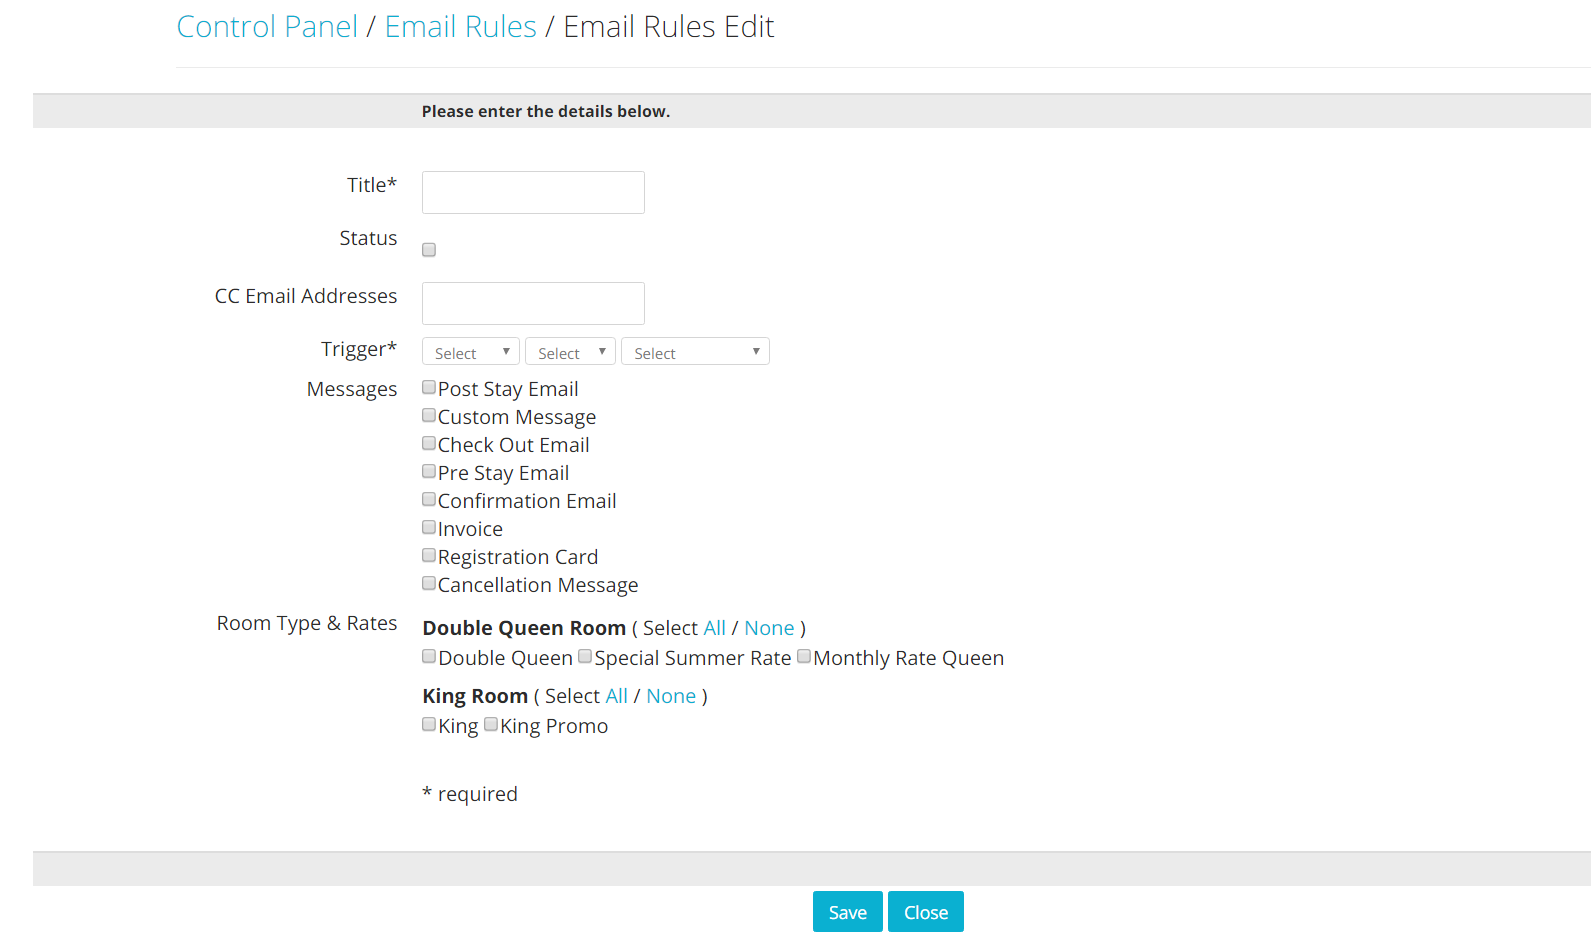 Control Panel / Email Rules / Email Rules Edit
Please enter the details below.
Title*
Status
CC Email Addresses
Trigger* Select Select Select
Messages Post Stay Email
Custom Message
Check Out Email
Pre Stay Email
Confirmation Email
Invoice
Registration Card
Cancellation Message
Room Type & Rates Double Queen Room ( Select All / None )
Double Queen Special Summer Rate Monthly Rate Queen
King Room ( Select All / None )
King King Promo
* required
Save Close